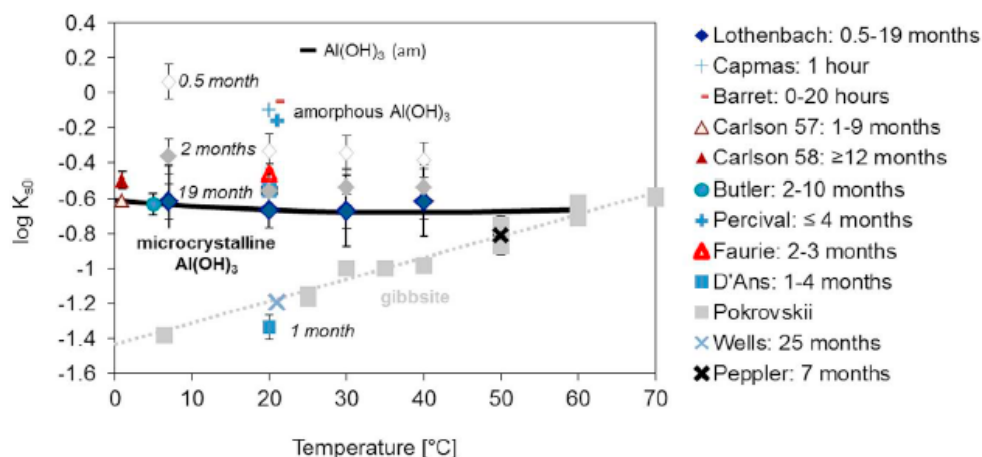 0.4
0.2
0
-0.2
-0.4
-0.6
-0.8
-1
-1.2
-1.4
-1.6
log Ks0
Al(OH)3 (am)
0.5 month
amorphous Al(OH)3
2 months
19 month
microcrystalline
Al(OH)3
gibbsite
1 month
0 10 20 30 40 50 60 70
Temperature [°C]
Lothenbach: 0.5-19 months
Capmas: 1 hour
Barret: 0-20 hours
Carlson 57: 1-9 months
Carlson 58: ≥12 months
Butler: 2-10 months
Percival: ≤ 4 months
Faurie: 2-3 months
D'Ans: 1-4 months
Pokrovskii
Wells: 25 months
Peppler: 7 months